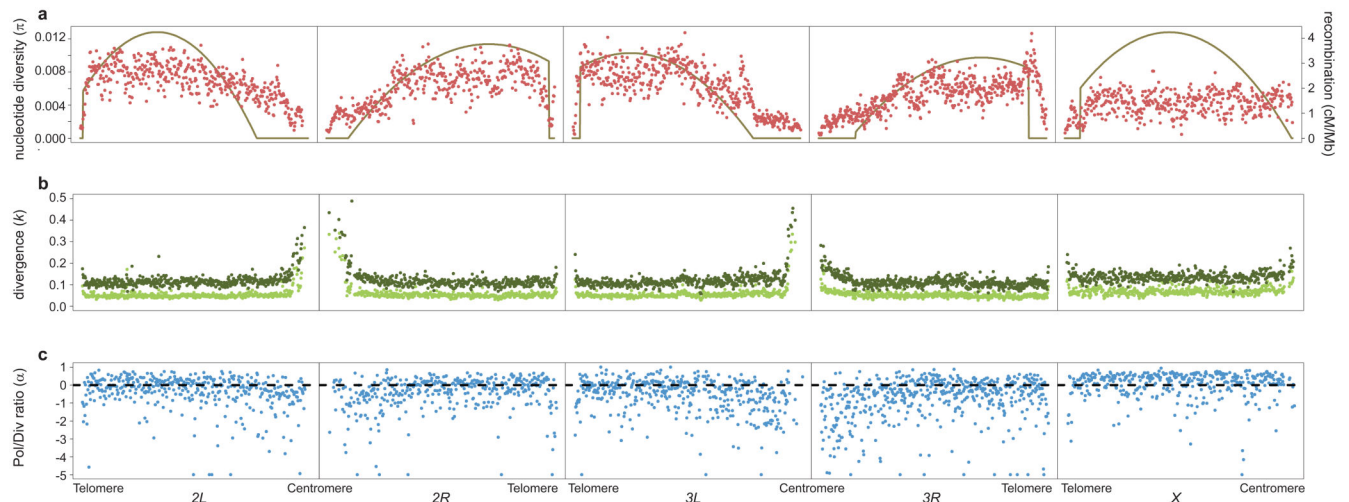 a
nucleotide diversity (π)
0.012
0.008
0.004
0.000
4
3
2
1
0
recombination (cM/Mb)
b
divergence (k)
0.5
0.4
0.3
0.2
0.1
0.0
c
Pol/Div ratio (α)
1
0
-1
-2
-3
-4
-5
Telomere 2L Centromere 2R Telomere Telomere 3L Centromere 3R Telomere Telomere X Centromere